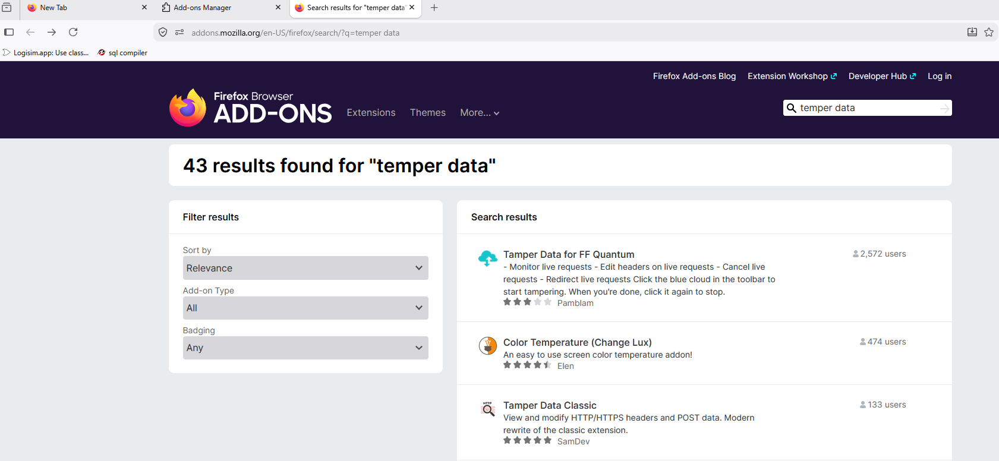 New Tab
Add-ons Manager
Search results for "temper data"
addons.mozilla.org/en-US/firefox/search/?q=temper data
Logisim.app: Use class...
sql compiler
Firefox Add-ons Blog
Extension Workshop
Developer Hub
Log in
Firefox Browser
ADD-ONS
Extensions
Themes
More...
temper data
43 results found for "temper data"
Filter results
Sort by
Relevance
Add-on Type
All
Badging
Any
Search results
Tamper Data for FF Quantum
2,572 users
- Monitor live requests - Edit headers on live requests - Cancel live
requests - Redirect live requests Click the blue cloud in the toolbar to
start tampering. When you're done, click it again to stop.
Pamblam
Color Temperature (Change Lux)
474 users
An easy to use screen color temperature addon!
Elen
HTTP
Tamper Data Classic
133 users
View and modify HTTP/HTTPS headers and POST data. Modern
rewrite of the classic extension.
SamDev